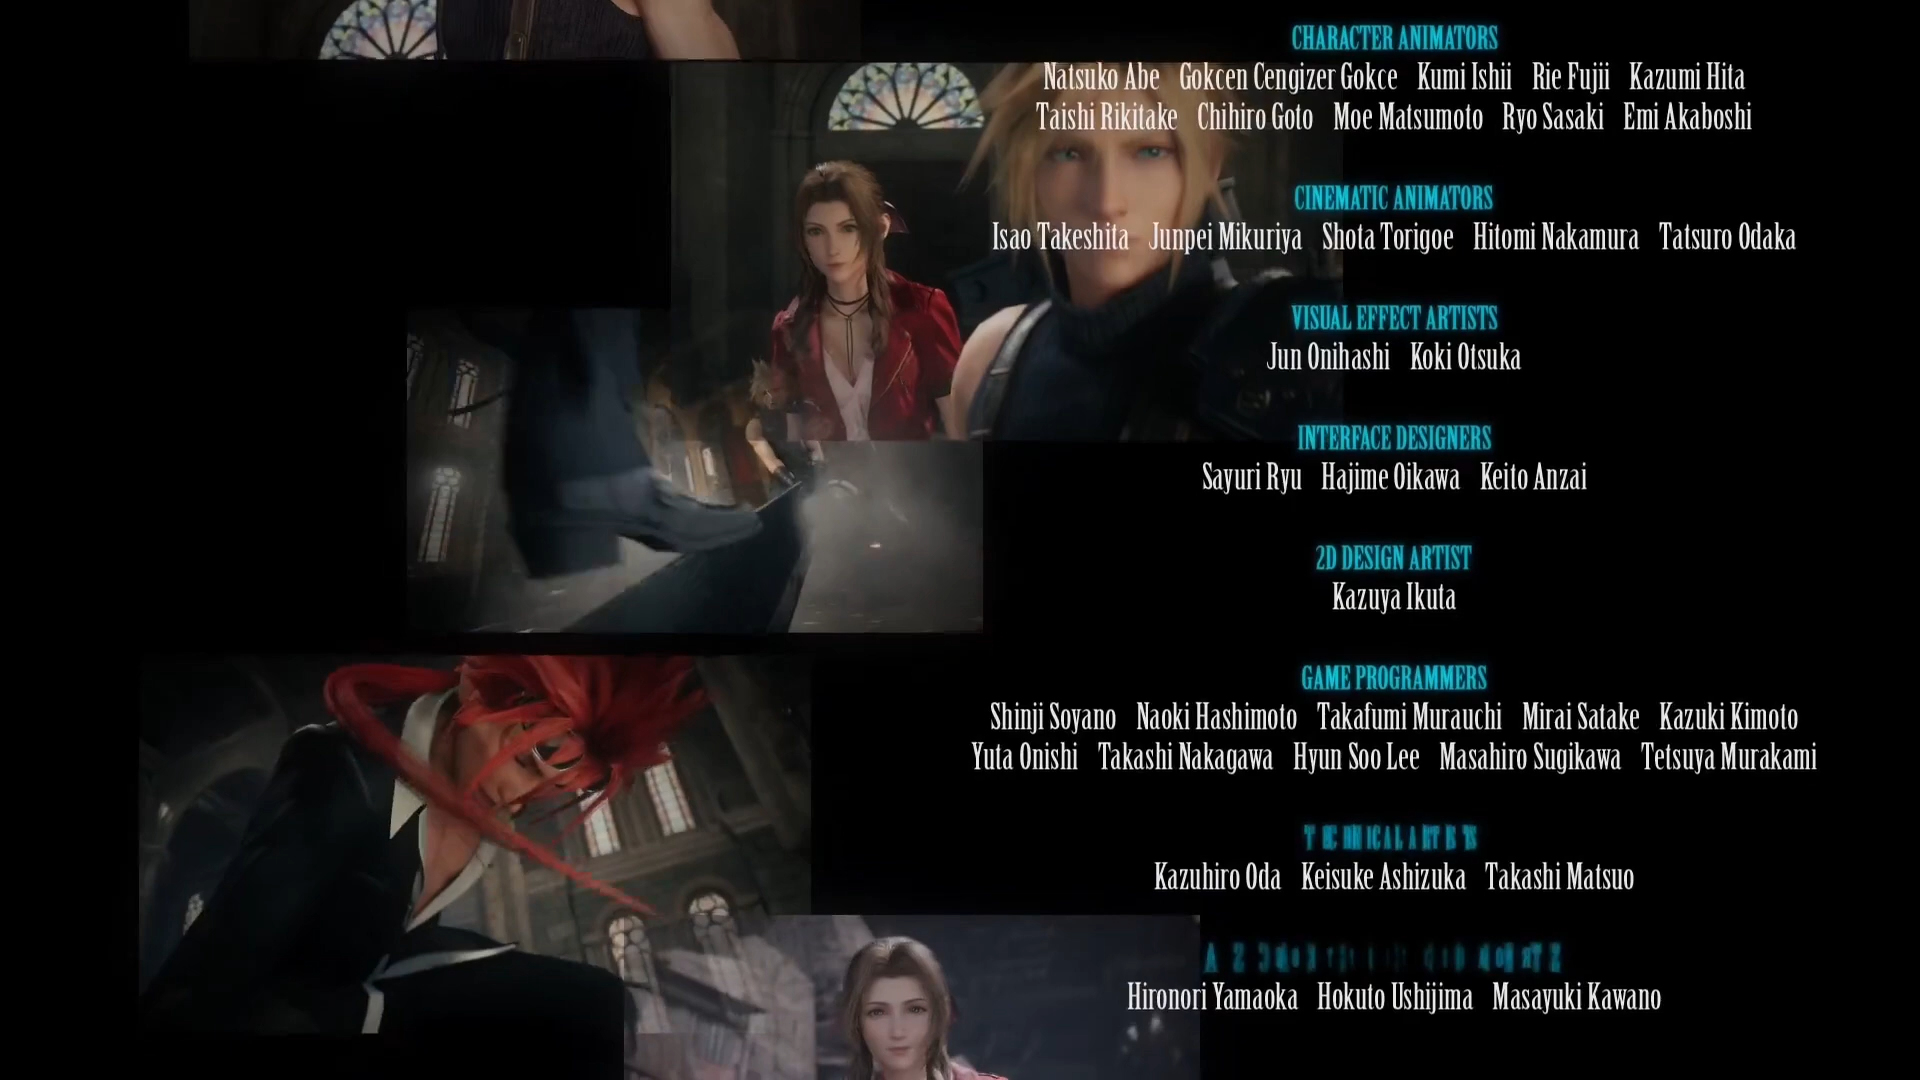 CHARACTER ANIMATORS
Natsuko Abe Gokcen Cengizer Gokce Kumi Ishii Rie Fujii Kazumi Hita
Taishi Rikitake Chihiro Goto Moe Matsumoto Ryo Sasaki Emi Akaboshi
CINEMATIC ANIMATORS
Isao Takeshita Junpei Mikuriya Shota Torigoe Hitomi Nakamura Tatsuro Odaka
VISUAL EFFECT ARTISTS
Jun Onihashi Koki Otsuka
INTERFACE DESIGNERS
Sayuri Ryu Hajime Oikawa Keito Anzai
2D DESIGN ARTIST
Kazuya Ikuta
GAME PROGRAMMERS
Shinji Soyano Naoki Hashimoto Takafumi Murauchi Mirai Satake Kazuki Kimoto
Yuta Onishi Takashi Nakagawa Hyun Soo Lee Masahiro Sugikawa Tetsuya Murakami
Kazuhiro Oda Keisuke Ashizuka Takashi Matsuo
Hironori Yamaoka Hokuto Ushijima Masayuki Kawano